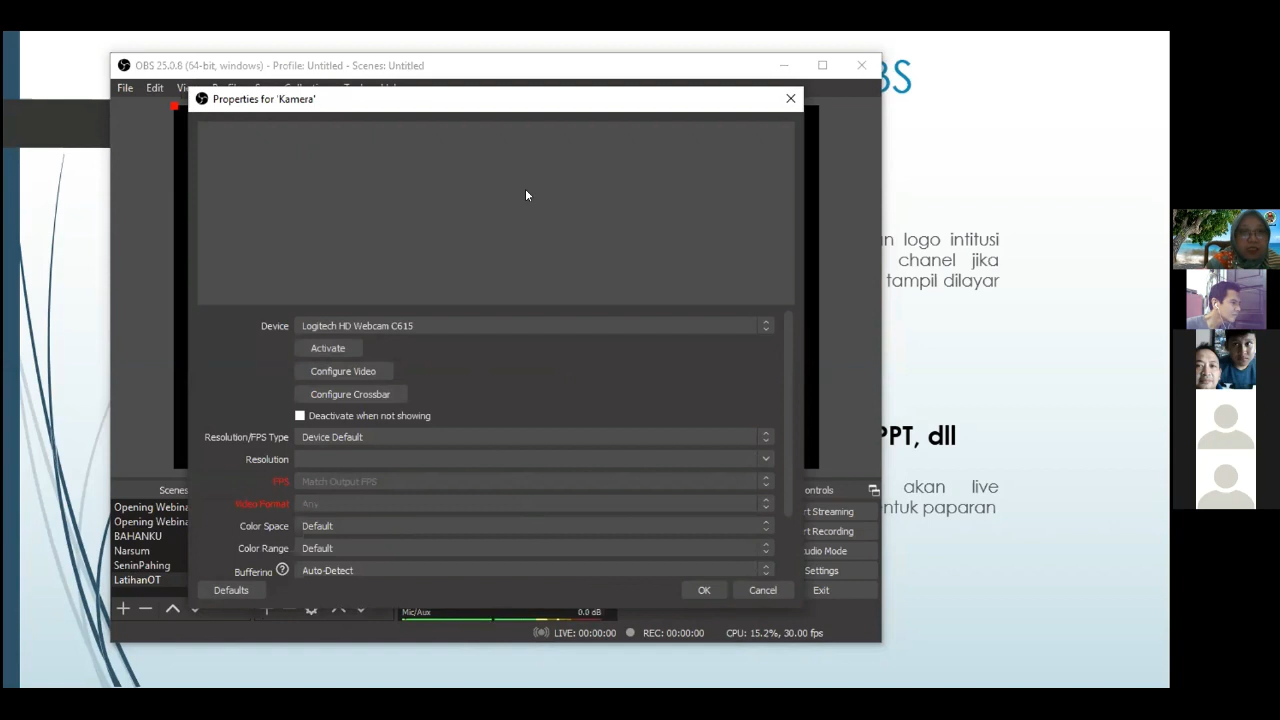 OBS 25.0.8 (64-bit, windows) - Profile: Untitled - Scenes: Untitled
BS
File Edit
Properties for 'Kamera'
logo intitusi
chanel jika
tampil dilayar
Device Logitech HD Webcam C615
Activate
Configure Video
Configure Crossbar
Deactivate when not showing
Resolution/FPS Type Device Default
Resolution
FPS Match Output FPS
Video Format Any
Color Space Default
Color Range Default
Buffering ? Auto-Detect
Defaults OK Cancel
PPT, dll
akan live
ntuk paparan
Scenes
Opening Webina
Opening Webina
BAHANKU
Narsum
SeninPahing
LatihanOT
ontrols
rt Streaming
rt Recording
udio Mode
Settings
Exit
Mic/Aux 0.0 dB
LIVE: 00:00:00 REC: 00:00:00 CPU: 15.2%, 30.00 fps